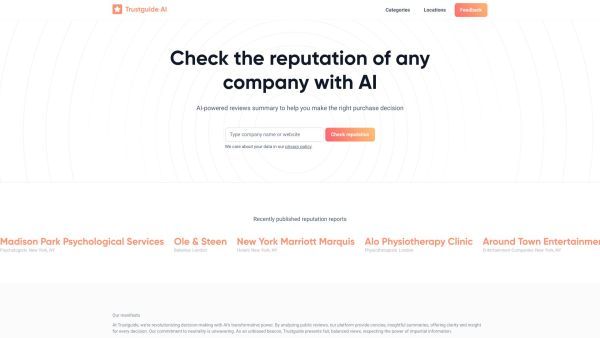 Trustguide AI
Categories
Locations
Feedback
Check the reputation of any
company with AI
AI-powered reviews summary to help you make the right purchase decision
Type company name or website
Check reputation
We care about your data in our privacy policy.
Recently published reputation reports
Madison Park Psychological Services
Psychologists New York, NY
Ole & Steen
Bakeries London
New York Marriott Marquis
Hotels New York, NY
Alo Physiotherapy Clinic
Physiotherapists London
Around Town Entertainmen
Entertainment Companies New York, NY
Our manifesto
At Trustguide, we're revolutionizing decision-making with AI's transformative power. By analyzing public reviews, our platform provide concise, insightful summaries, offering clarity and insight
for every decision. Our commitment to neutrality is unwavering. As an unbiased beacon, Trustguide presents full, balanced views, respecting the power of impartial information.